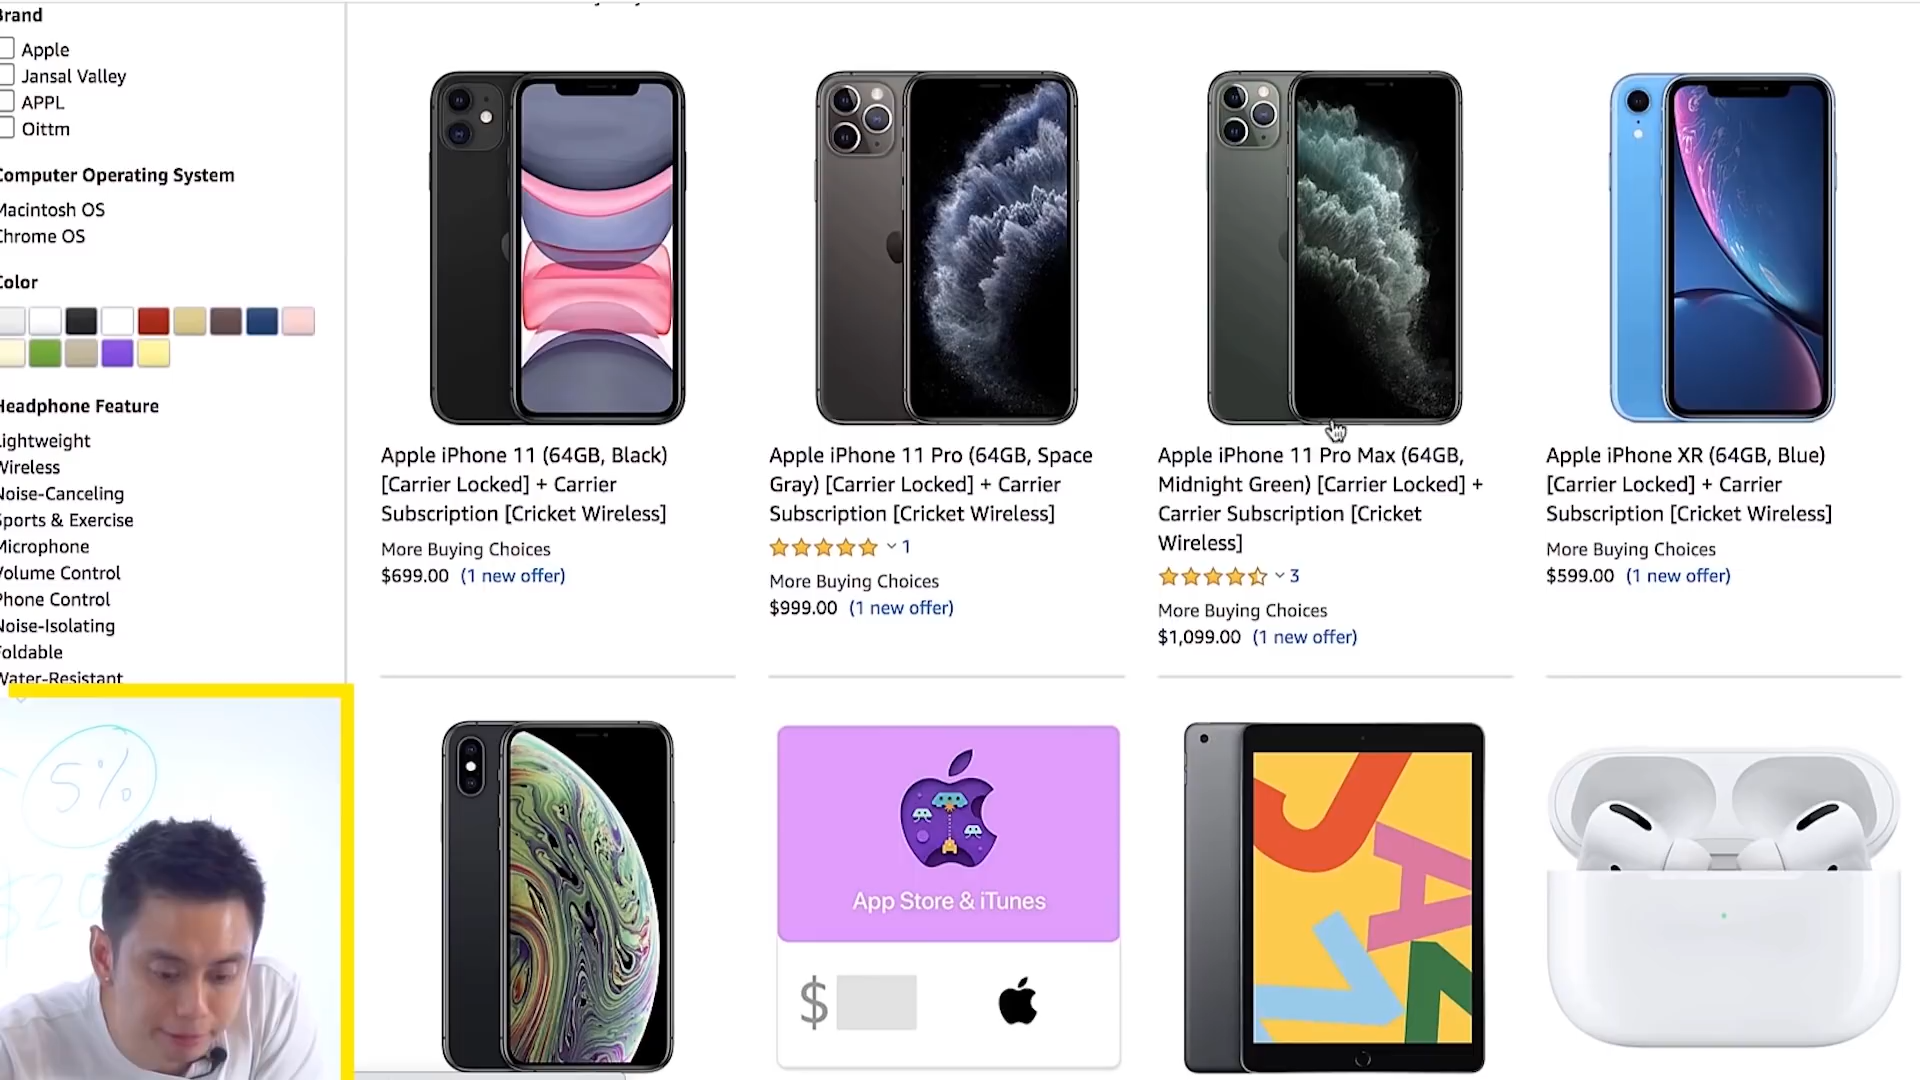 Brand
Apple
Jansal Valley
APPL
Oittm
Computer Operating System
Macintosh OS
Chrome OS
Color
Headphone Feature
Lightweight
Wireless
Noise-Canceling
Sports & Exercise
Microphone
Volume Control
Phone Control
Noise-Isolating
Foldable
Water-Resistant
Apple iPhone 11 (64GB, Black)
[Carrier Locked] + Carrier
Subscription [Cricket Wireless]
More Buying Choices
$699.00 (1 new offer)
Apple iPhone 11 Pro (64GB, Space
Gray) [Carrier Locked] + Carrier
Subscription [Cricket Wireless]
1
More Buying Choices
$999.00 (1 new offer)
Apple iPhone 11 Pro Max (64GB,
Midnight Green) [Carrier Locked] +
Carrier Subscription [Cricket
Wireless]
3
More Buying Choices
$1,099.00 (1 new offer)
Apple iPhone XR (64GB, Blue)
[Carrier Locked] + Carrier
Subscription [Cricket Wireless]
More Buying Choices
$599.00 (1 new offer)
App Store & iTunes
$
5%
$20